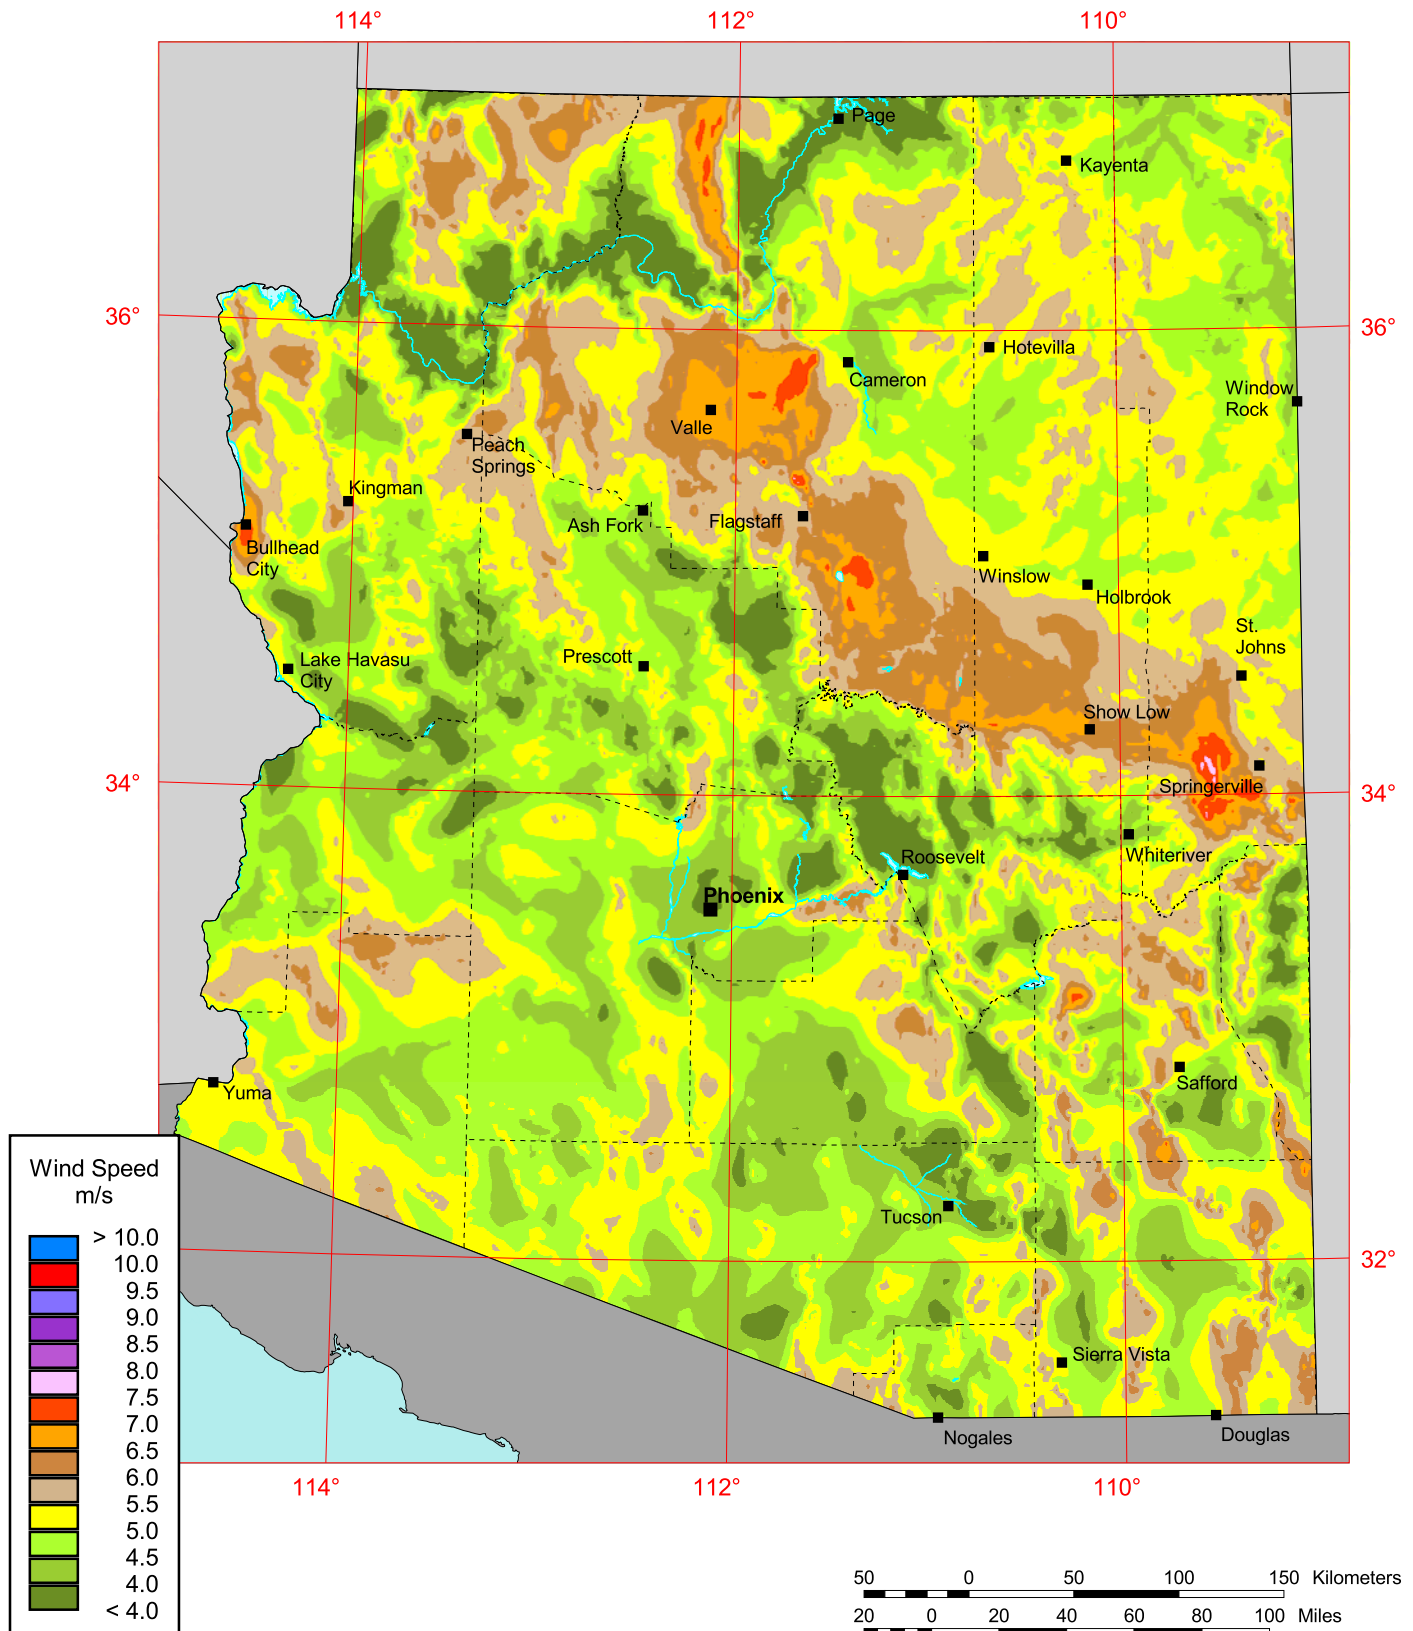 114°
112°
110°
Page
Kayenta
36°
36°
Hotevilla
Cameron
Window
Rock
Valle
Peach
Springs
Kingman
Ash Fork
Flagstaff
Bullhead
City
Winslow
Holbrook
St.
Johns
Prescott
Lake Havasu
City
Show Low
34°
34°
Springerville
Whiteriver
Roosevelt
Phoenix
Safford
Yuma
Tucson
32°
Sierra Vista
Nogales
Douglas
114°
112°
110°
Wind Speed
m/s
> 10.0
10.0
9.5
9.0
8.5
8.0
7.5
7.0
6.5
6.0
5.5
5.0
4.5
4.0
< 4.0
50 0 50 100 150 Kilometers
20 0 20 40 60 80 100 Miles